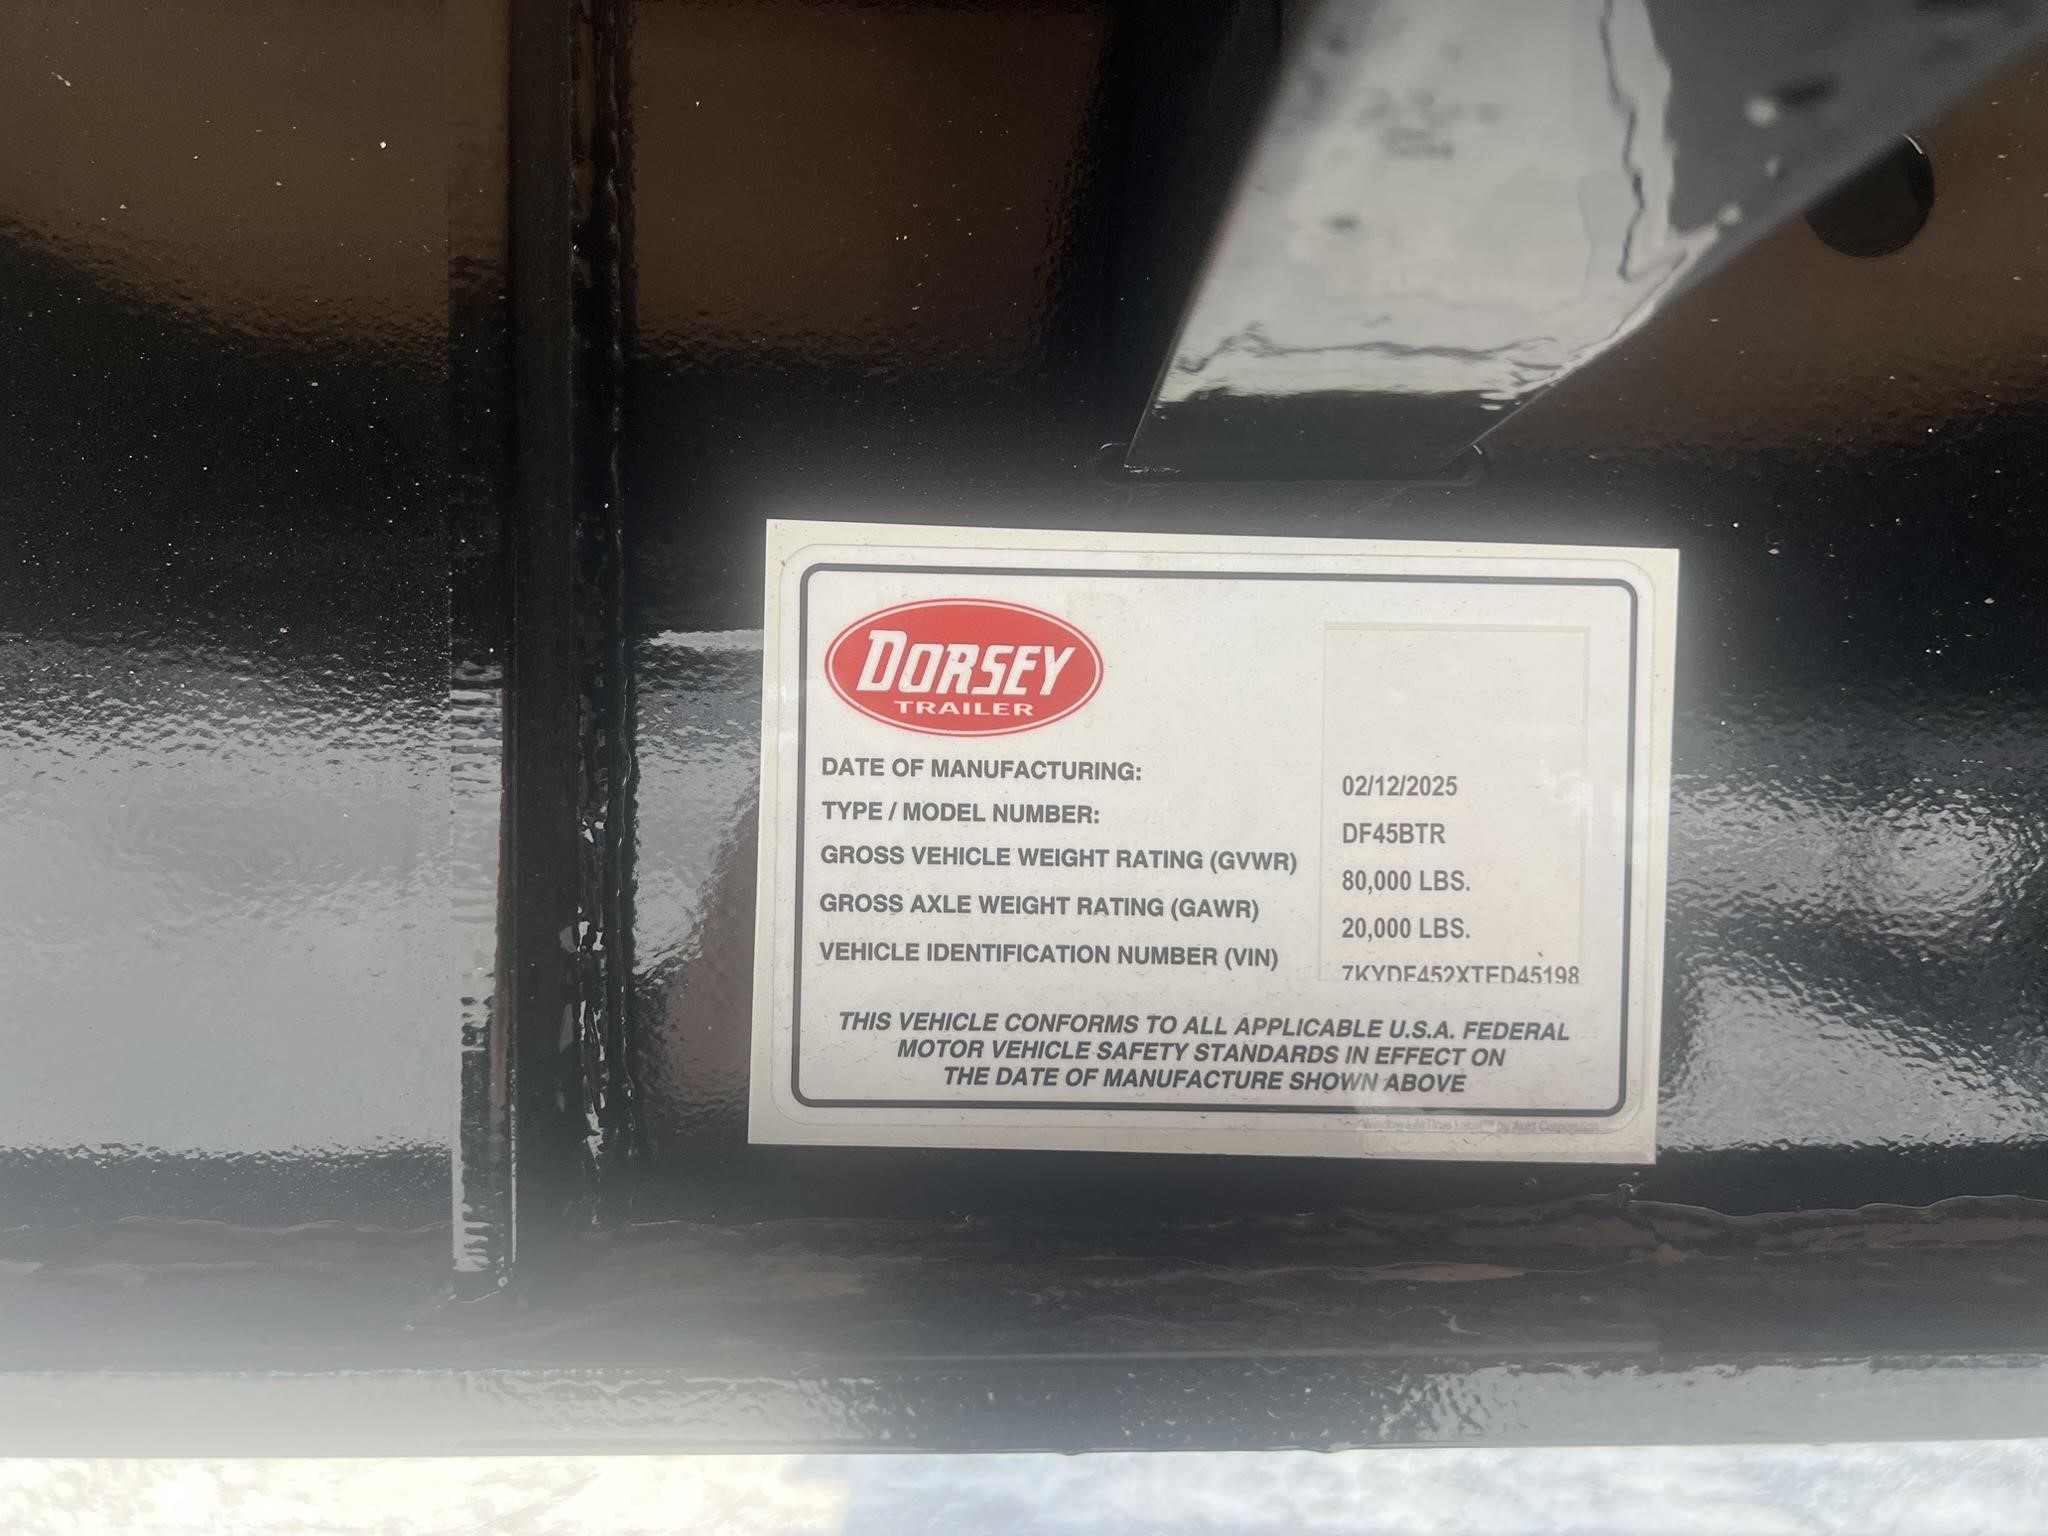 DORSEY
TRAILER
DATE OF MANUFACTURING: 02/12/2025
TYPE / MODEL NUMBER: DF45BTR
GROSS VEHICLE WEIGHT RATING (GVWR) 80,000 LBS.
GROSS AXLE WEIGHT RATING (GAWR) 20,000 LBS.
VEHICLE IDENTIFICATION NUMBER (VIN) 7KYDF452XTED45198
THIS VEHICLE CONFORMS TO ALL APPLICABLE U.S.A. FEDERAL
MOTOR VEHICLE SAFETY STANDARDS IN EFFECT ON
THE DATE OF MANUFACTURE SHOWN ABOVE
Corporation